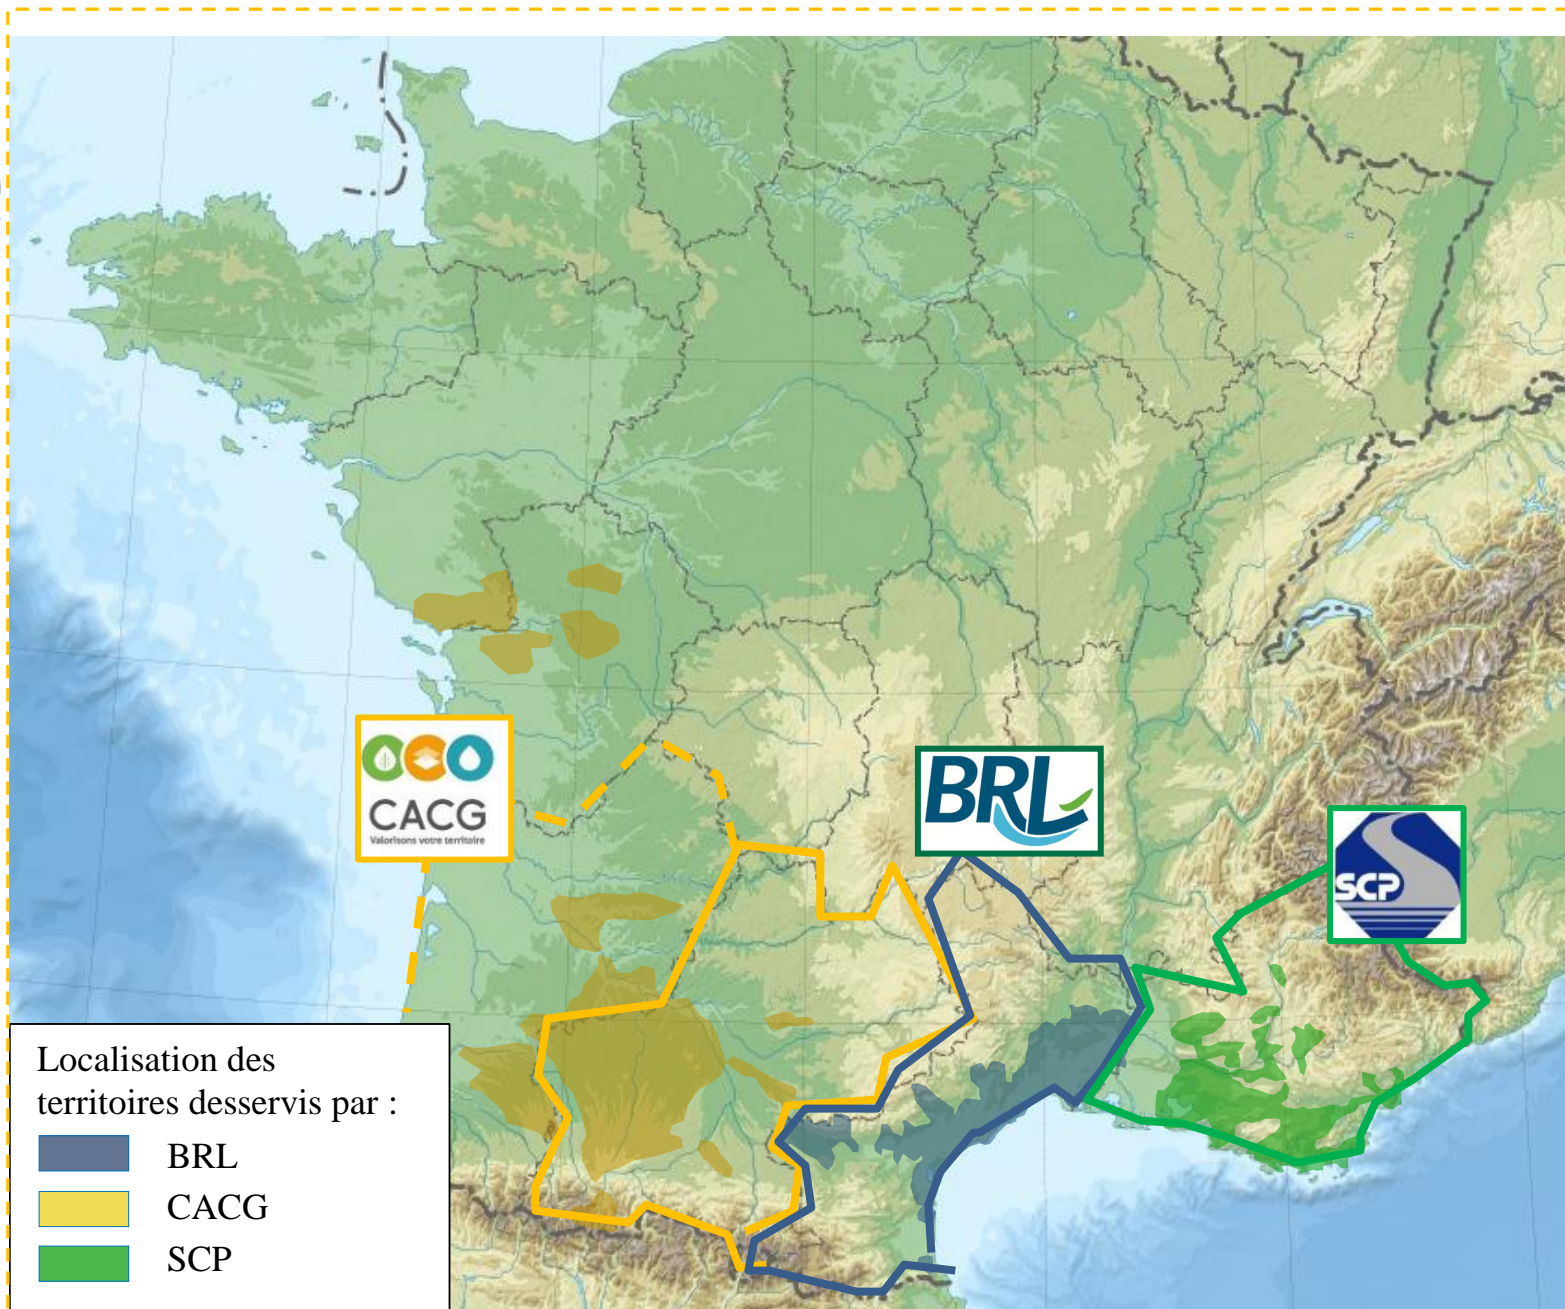 CACG
Valorisons votre territoire
BRL
SCP
Localisation des
territoires desservis par :
BRL
CACG
SCP